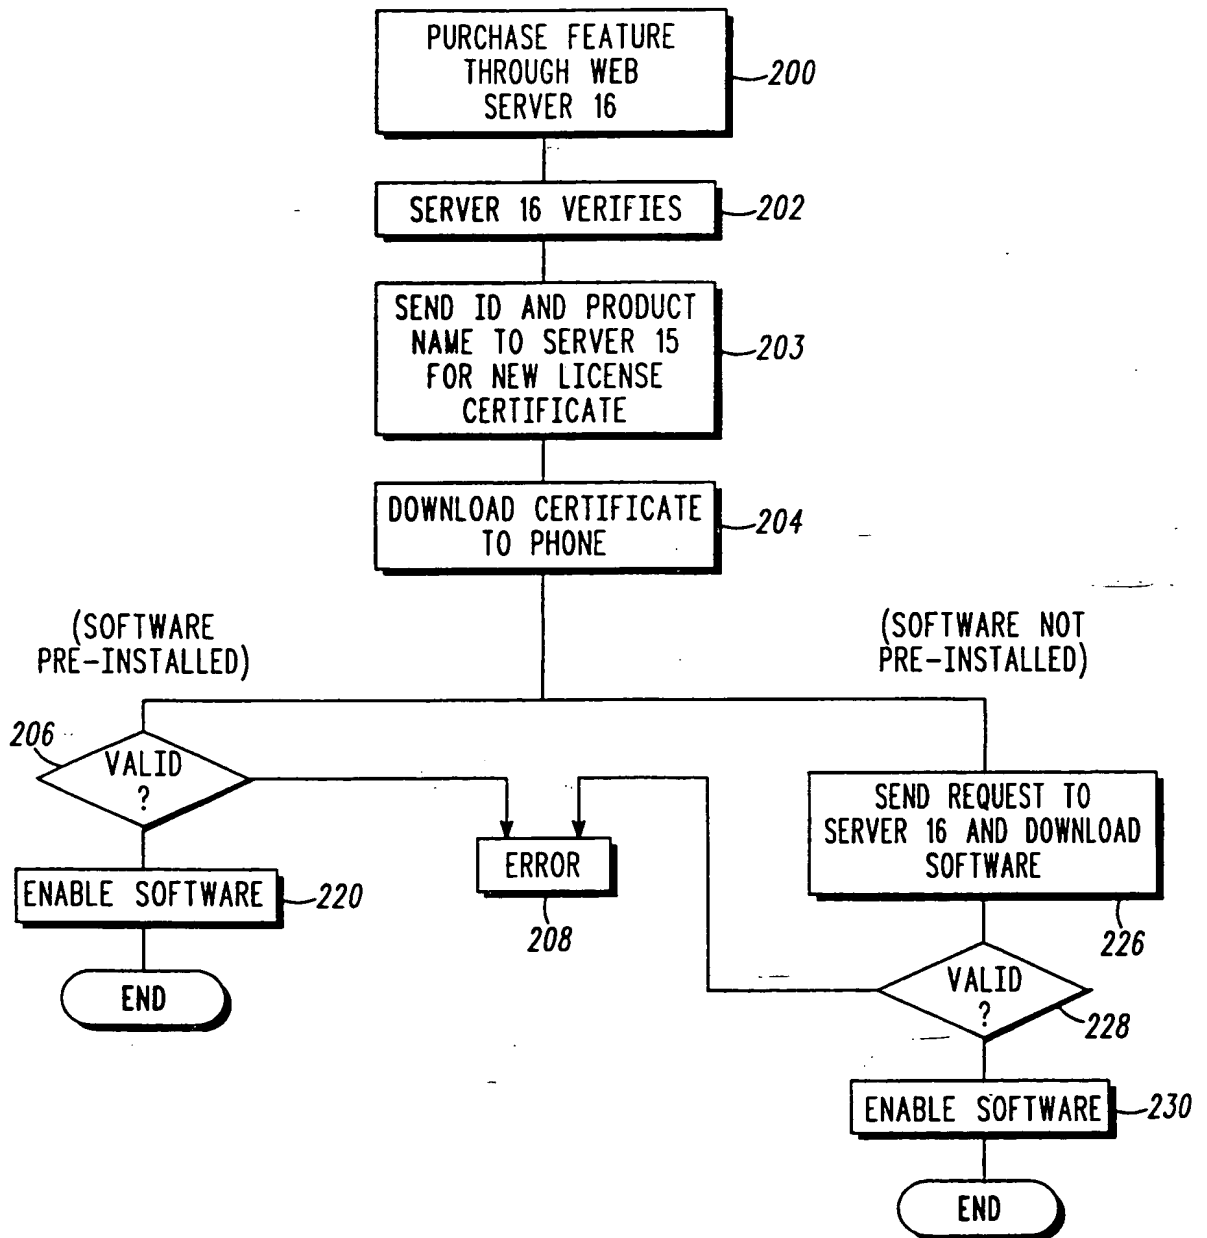 PURCHASE FEATURE
THROUGH WEB
SERVER 16
200
SERVER 16 VERIFIES
202
SEND ID AND PRODUCT
NAME TO SERVER 15
FOR NEW LICENSE
CERTIFICATE
203
DOWNLOAD CERTIFICATE
TO PHONE
204
(SOFTWARE
PRE-INSTALLED)
(SOFTWARE NOT
PRE-INSTALLED)
206
VALID
?
SEND REQUEST TO
SERVER 16 AND DOWNLOAD
SOFTWARE
226
ERROR
208
ENABLE SOFTWARE
220
END
VALID
?
228
ENABLE SOFTWARE
230
END